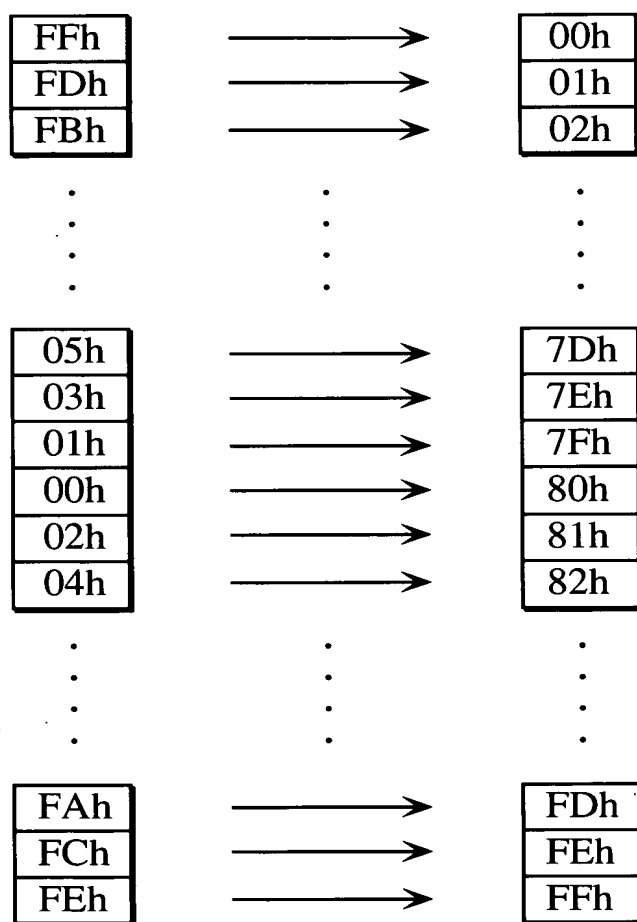 FFh 00h
FDh 01h
FBh 02h
05h 7Dh
03h 7Eh
01h 7Fh
00h 80h
02h 81h
04h 82h
FAh FDh
FCh FEh
FEh FFh